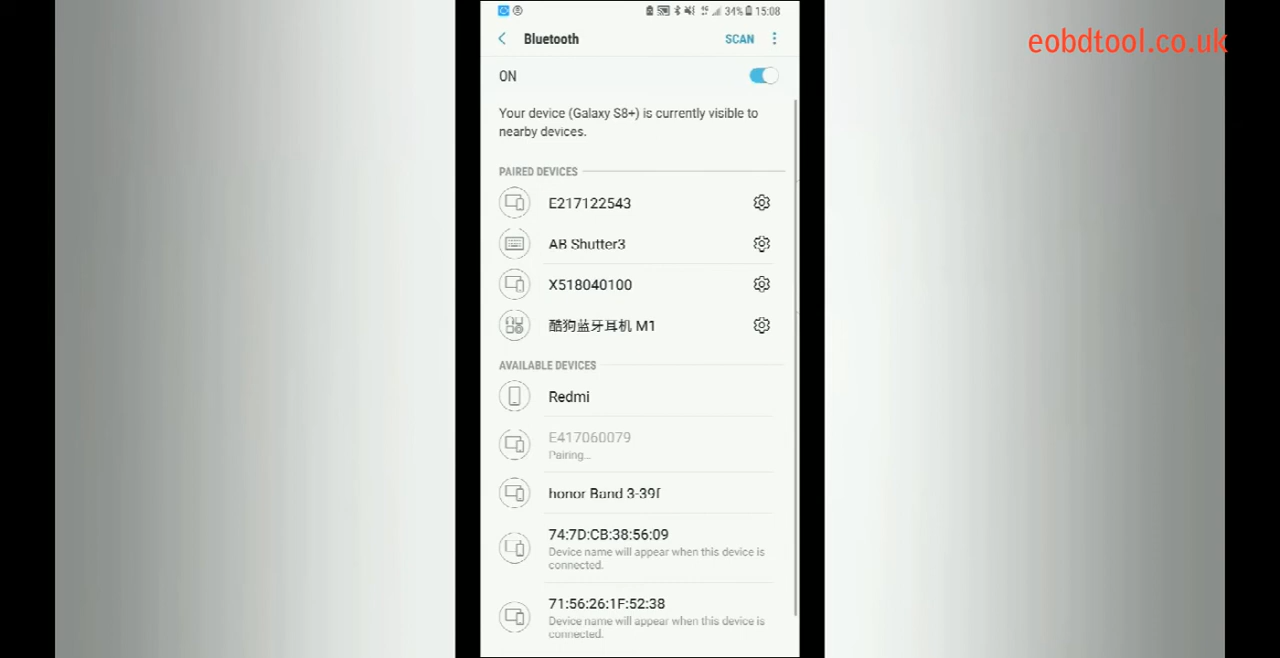 34% 15:08
eobdtool.co.uk
Bluetooth SCAN
ON
Your device (Galaxy S8+) is currently visible to
nearby devices.
PAIRED DEVICES
E217122543
AB Shutter3
X518040100
酷狗蓝牙耳机 M1
AVAILABLE DEVICES
Redmi
E417060079
Pairing...
honor Band 3-39f
74:7D:CB:38:56:09
Device name will appear when this device is
connected.
71:56:26:1F:52:38
Device name will appear when this device is
connected.